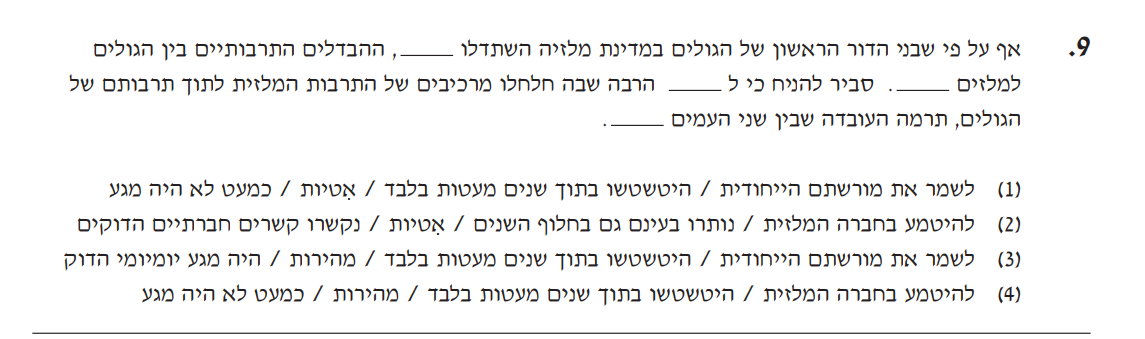 9. אף על פי שבני הדור הראשון של הגולים במדינת מלזיה השתדלו _____, ההבדלים התרבותיים בין הגולים
למלזים _____. סביר להניח כי ל _____ הרבה שבה חלחלו מרכיבים של התרבות המלזית לתוך תרבותם של
הגולים, תרמה העובדה שבין שני העמים _____.
(1) לשמר את מורשתם הייחודית / היטשטשו בתוך שנים מעטות בלבד / אִטיות / כמעט לא היה מגע
(2) להיטמע בחברה המלזית / נותרו בעינם גם בחלוף השנים / אִטיות / נקשרו קשרים חברתיים הדוקים
(3) לשמר את מורשתם הייחודית / היטשטשו בתוך שנים מעטות בלבד / מהירות / היה מגע יומיומי הדוק
(4) להיטמע בחברה המלזית / היטשטשו בתוך שנים מעטות בלבד / מהירות / כמעט לא היה מגע